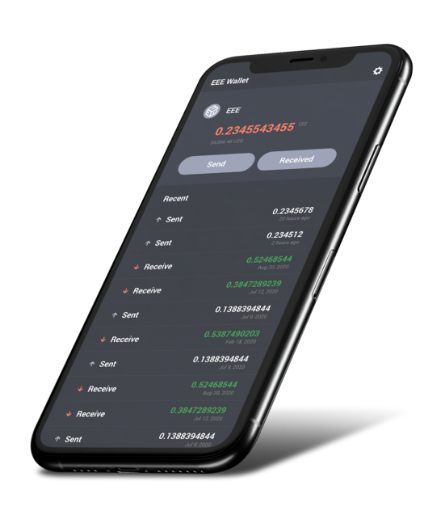 EEE Wallet
EEE
0.2345543455
Send
Received
Recent
Sent
0.2345678
Sent
0.234512
2 hours ago
Receive
0.52468544
Aug 20, 2020
Receive
0.3847289239
Jul 12, 2020
Sent
0.1388394844
Jul 9, 2020
Receive
0.5387490203
Feb 18, 2020
Sent
0.1388394844
Jul 9, 2020
Receive
0.52468544
Aug 20, 2020
Receive
0.3847289239
Jul 12, 2020
Sent
0.1388394844
Jul 9, 2020